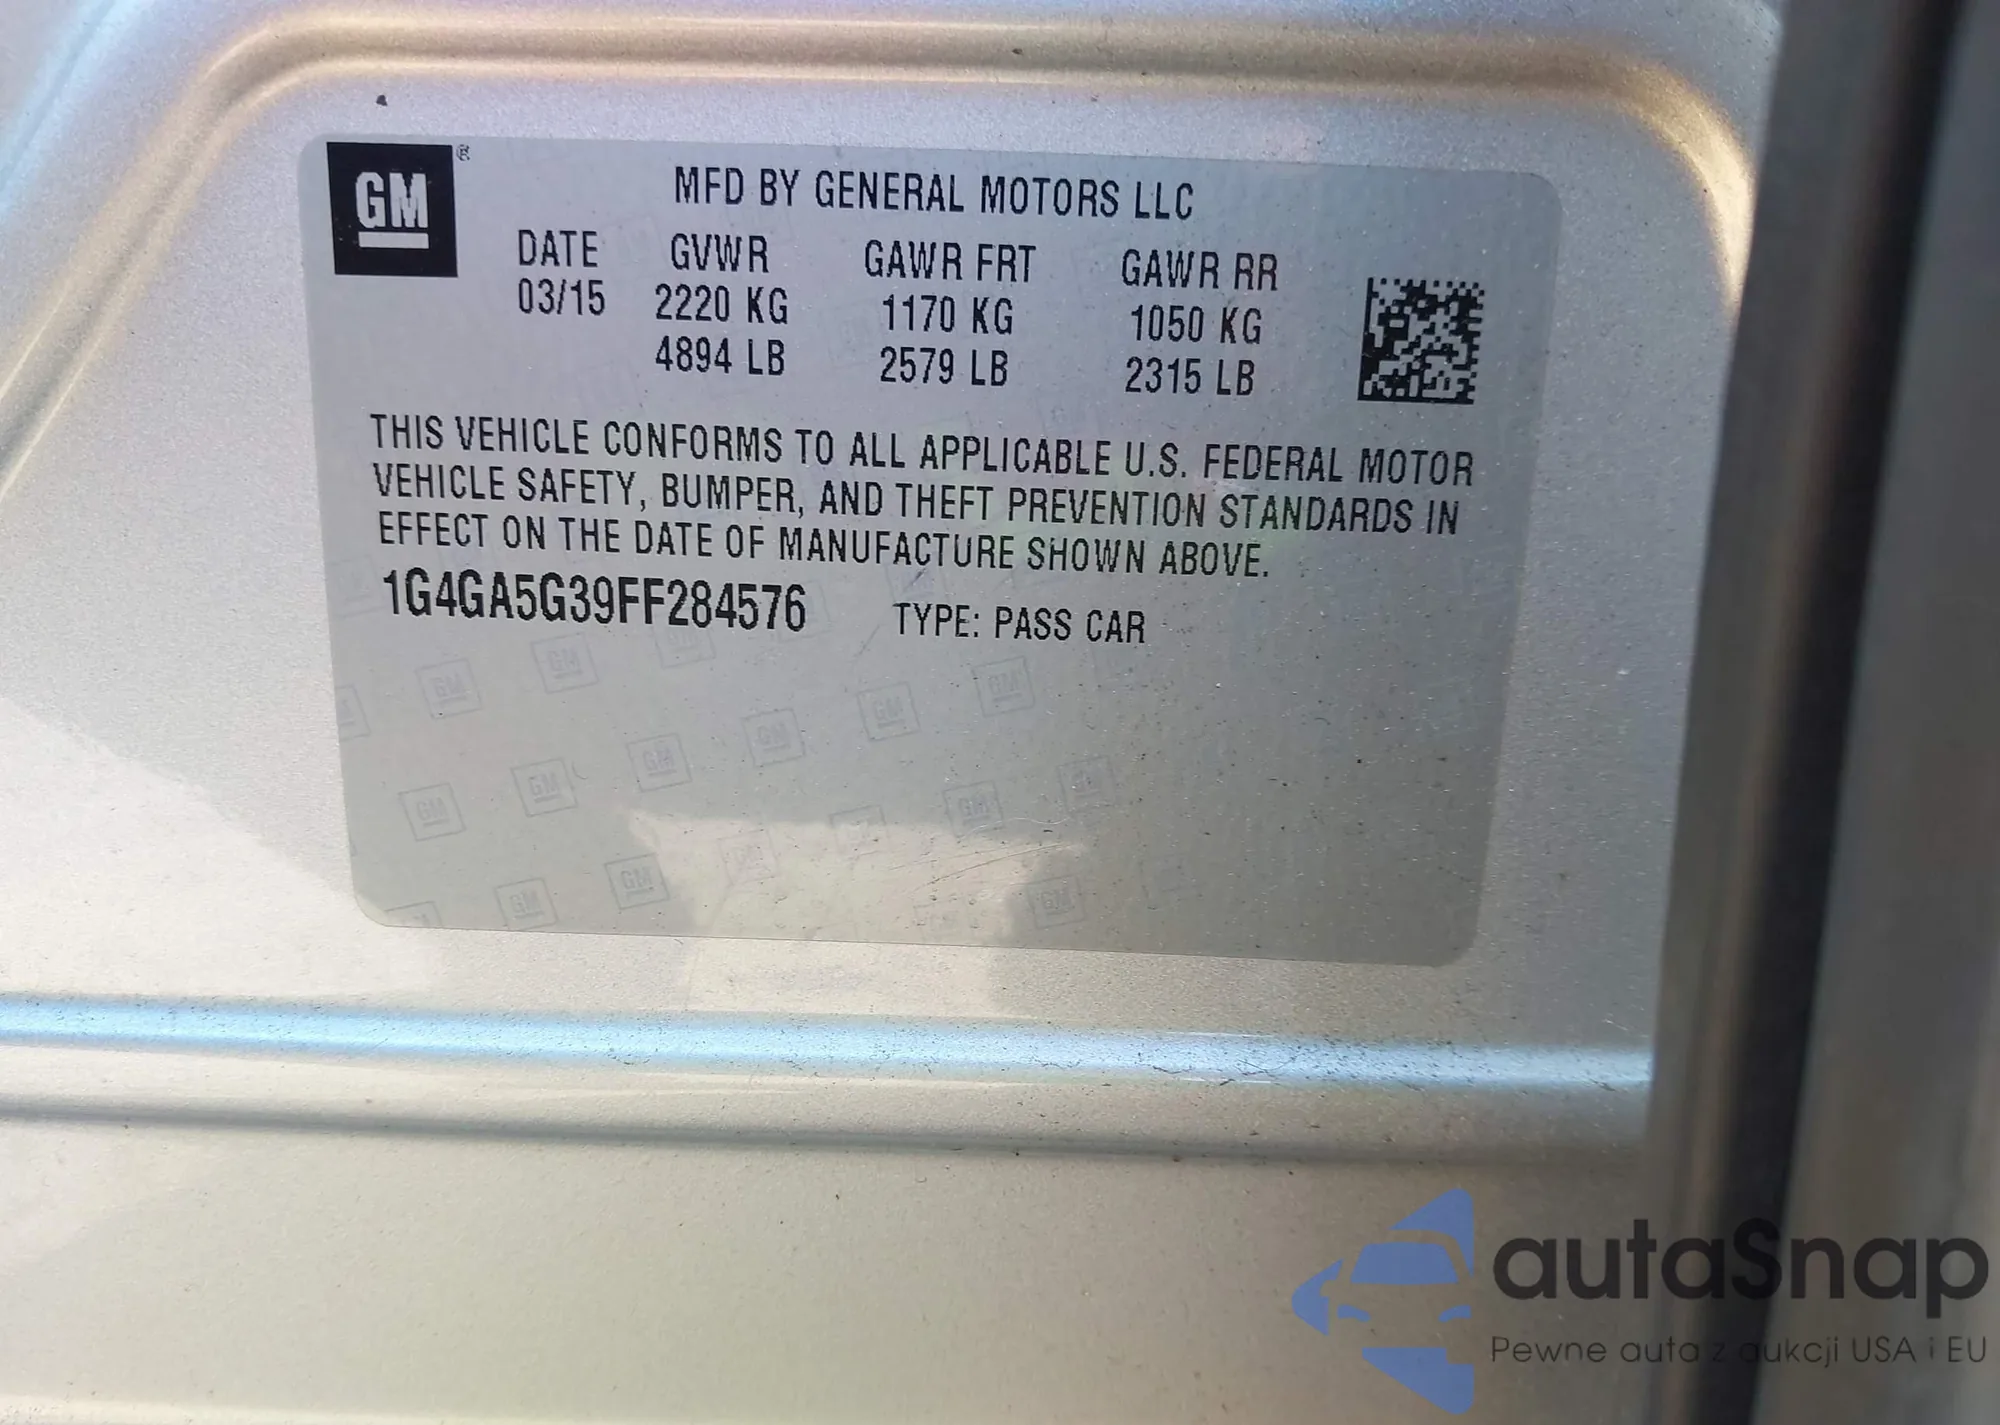 GM®
MFD BY GENERAL MOTORS LLC
DATE GVWR GAWR FRT GAWR RR
03/15 2220 KG 1170 KG 1050 KG
4894 LB 2579 LB 2315 LB
THIS VEHICLE CONFORMS TO ALL APPLICABLE U.S. FEDERAL MOTOR
VEHICLE SAFETY, BUMPER, AND THEFT PREVENTION STANDARDS IN
EFFECT ON THE DATE OF MANUFACTURE SHOWN ABOVE.
1G4GA5G39FF284576 TYPE: PASS CAR
autaSnap
Pewne auta z aukcji USA i EU